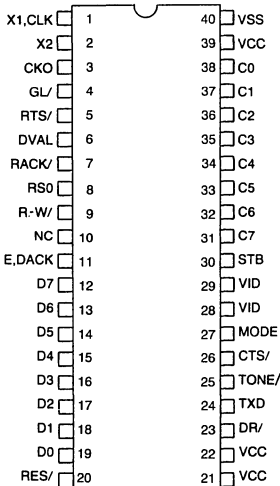 X1,CLK 1 40 VSS
X2 2 39 VCC
CKO 3 38 C0
GL/ 4 37 C1
RTS/ 5 36 C2
DVAL 6 35 C3
RACK/ 7 34 C4
RS0 8 33 C5
R-W/ 9 32 C6
NC 10 31 C7
E,DACK 11 30 STB
D7 12 29 VID
D6 13 28 VID
D5 14 27 MODE
D4 15 26 CTS/
D3 16 25 TONE/
D2 17 24 TXD
D1 18 23 DR/
D0 19 22 VCC
RES/ 20 21 VCC